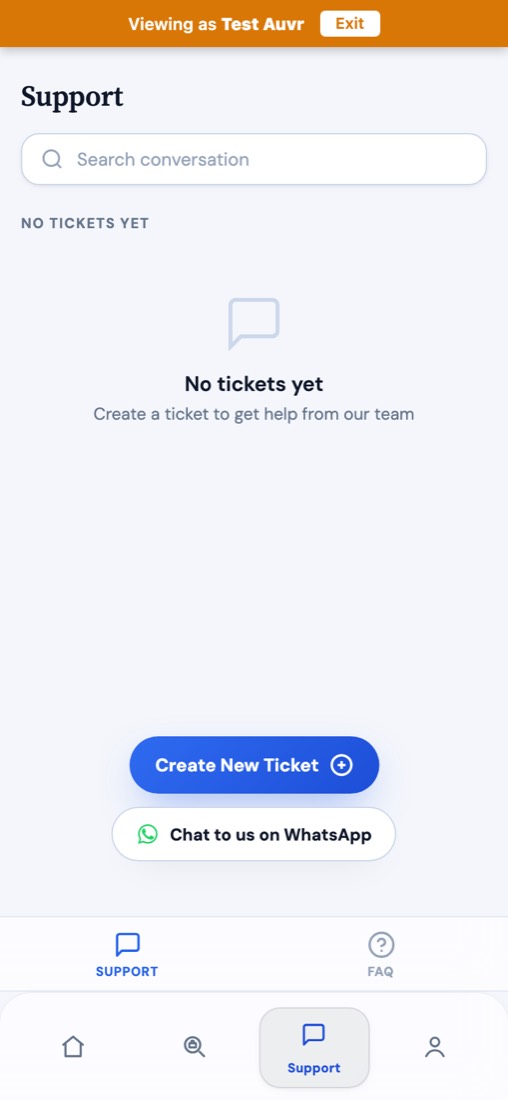 Viewing as Test Auvr Exit
Support
Search conversation
NO TICKETS YET
No tickets yet
Create a ticket to get help from our team
Create New Ticket
Chat to us on WhatsApp
SUPPORT FAQ
Support